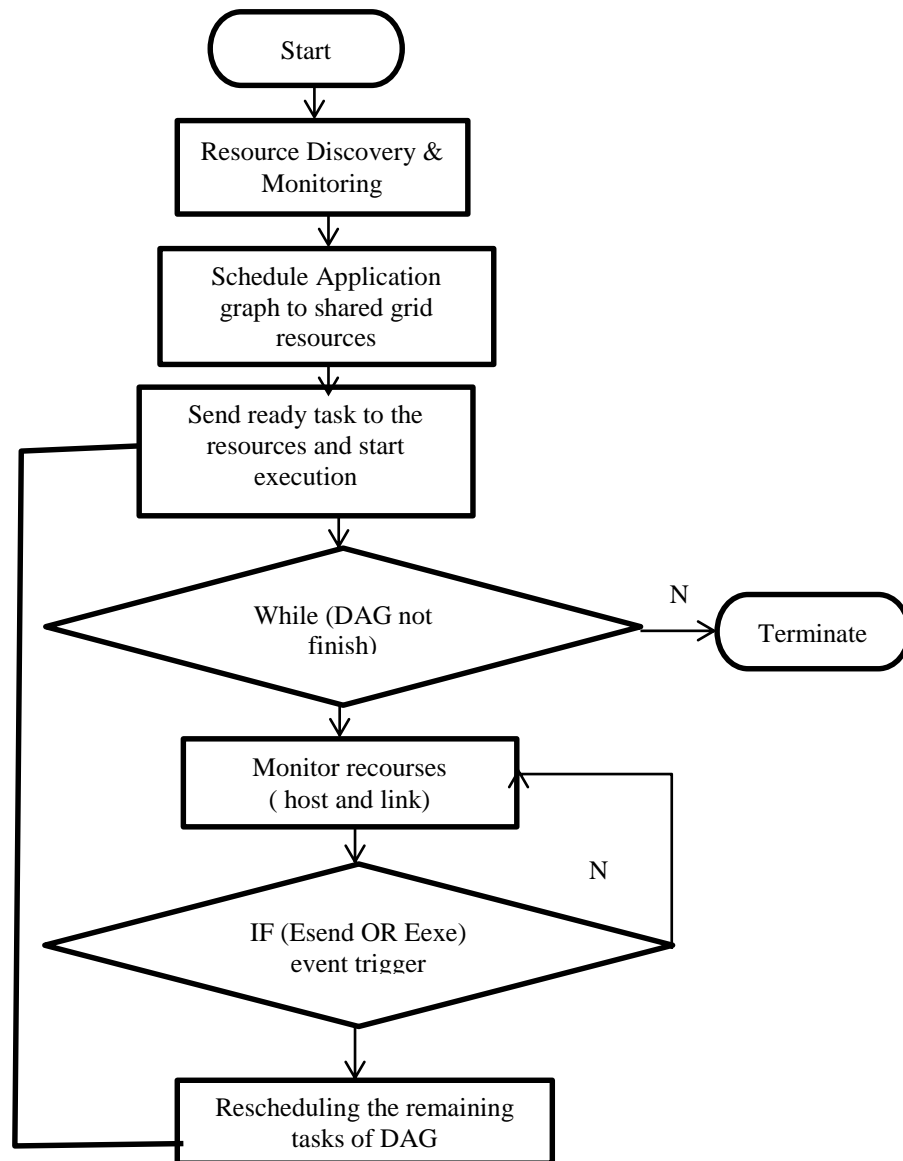 Start
Resource Discovery &
Monitoring
Schedule Application
graph to shared grid
resources
Send ready task to the
resources and start
execution
While (DAG not
finish)
N
Terminate
Monitor recourses
( host and link)
N
IF (Esend OR Eexe)
event trigger
Rescheduling the remaining
tasks of DAG